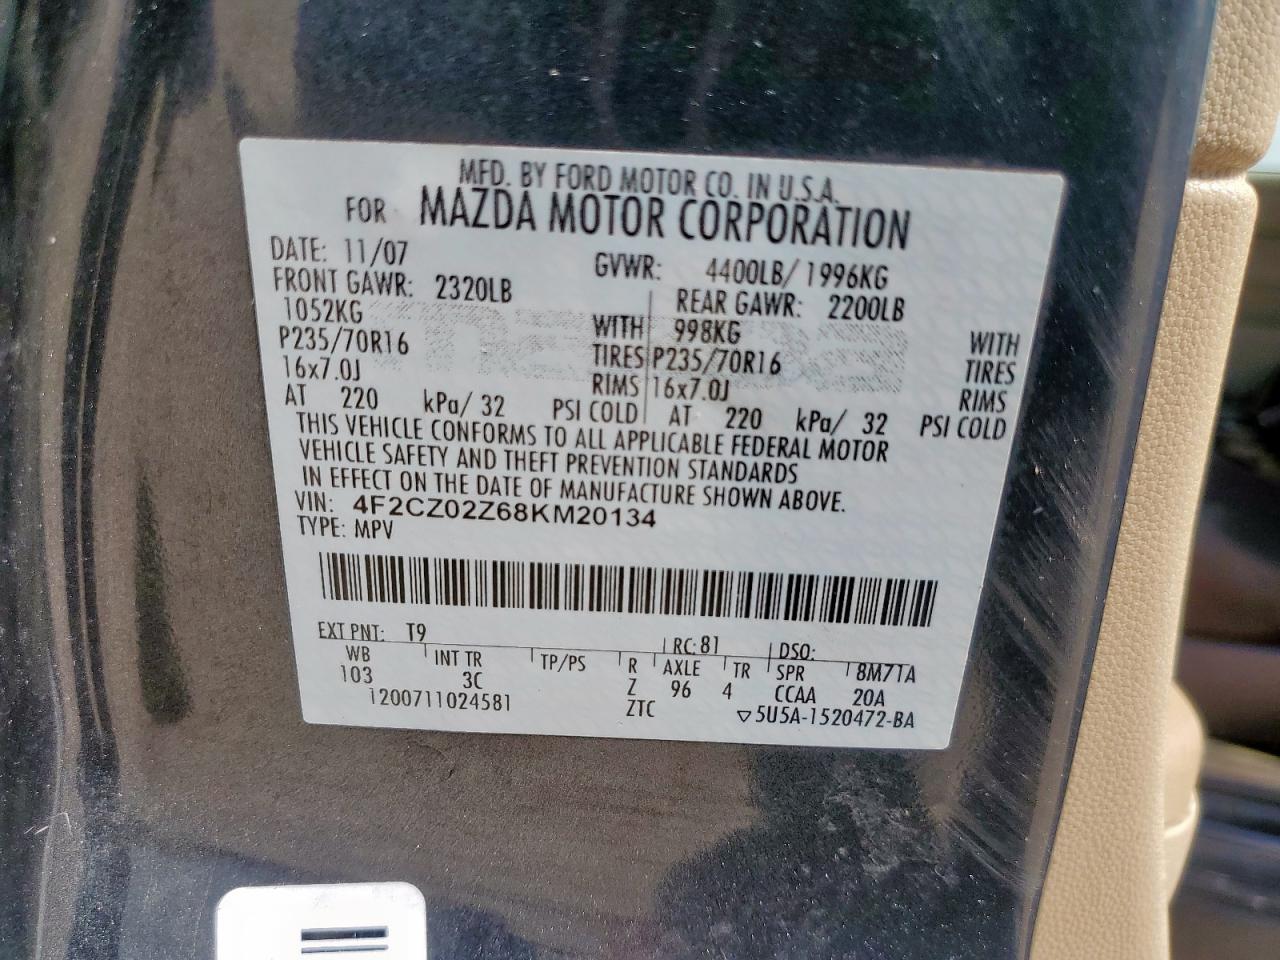 MFD. BY FORD MOTOR CO. IN U.S.A.
FOR MAZDA MOTOR CORPORATION
DATE: 11/07 GVWR: 4400LB/ 1996KG
FRONT GAWR: 2320LB REAR GAWR: 2200LB
1052KG WITH 998KG WITH
P235/70R16 TIRES P235/70R16 TIRES
16x7.0J RIMS 16x7.0J RIMS
AT 220 kPa/ 32 PSI COLD AT 220 kPa/ 32 PSI COLD
THIS VEHICLE CONFORMS TO ALL APPLICABLE FEDERAL MOTOR
VEHICLE SAFETY AND THEFT PREVENTION STANDARDS
IN EFFECT ON THE DATE OF MANUFACTURE SHOWN ABOVE.
VIN: 4F2CZ02Z68KM20134
TYPE: MPV
EXT PNT: T9 RC: 81 DSO:
WB INT TR TP/PS R AXLE TR SPR 8M71A
103 3C Z 96 4 CCAA 20A
1200711024581 ZTC ▽5U5A-1520472-BA